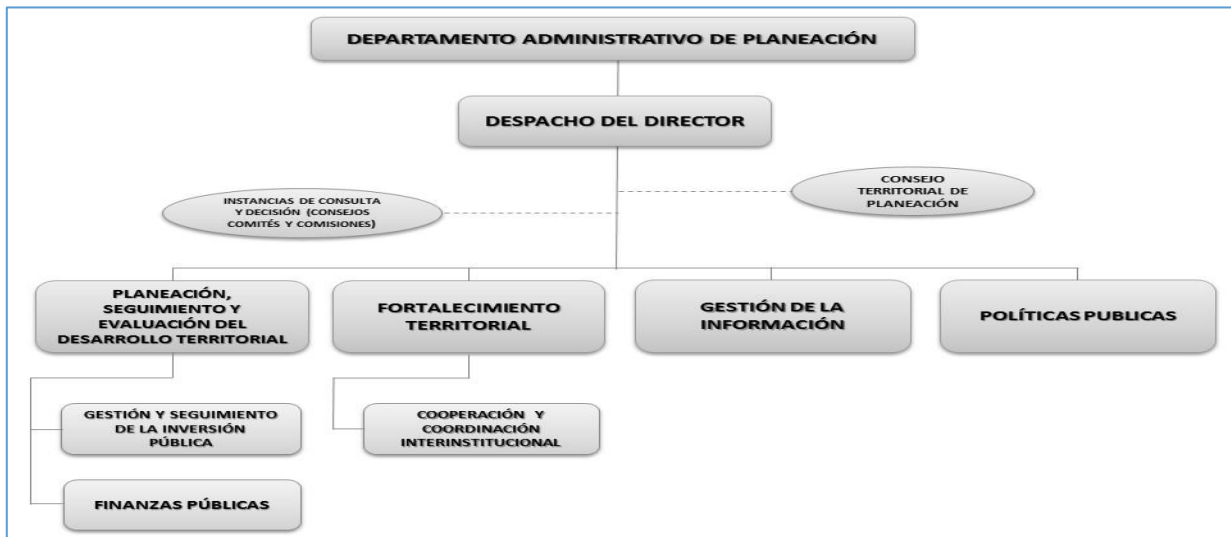 DEPARTAMENTO ADMINISTRATIVO DE PLANEACIÓN
DESPACHO DEL DIRECTOR
CONSEJO
TERRITORIAL DE
PLANEACIÓN
INSTANCIAS DE CONSULTA
Y DECISIÓN (CONSEJOS
COMITÉS Y COMISIONES)
PLANEACIÓN,
SEGUIMIENTO Y
EVALUACIÓN DEL
DESARROLLO TERRITORIAL
FORTALECIMIENTO
TERRITORIAL
GESTIÓN DE LA
INFORMACIÓN
POLÍTICAS PUBLICAS
GESTIÓN Y SEGUIMIENTO
DE LA INVERSIÓN
PÚBLICA
COOPERACIÓN Y
COORDINACIÓN
INTERINSTITUCIONAL
FINANZAS PÚBLICAS